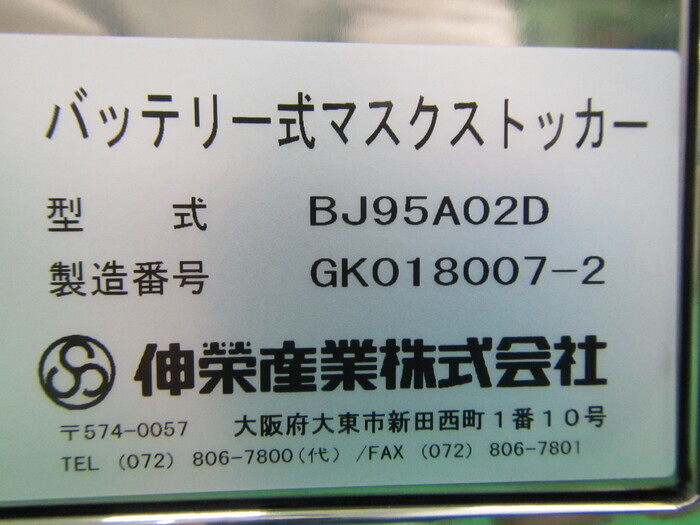 バッテリー式マスクストッカー
型 式 BJ95A02D
製造番号 GK018007-2
伸榮産業株式会社
〒574-0057 大阪府大東市新田西町1番10号
TEL (072) 806-7800(代) /FAX (072) 806-7801